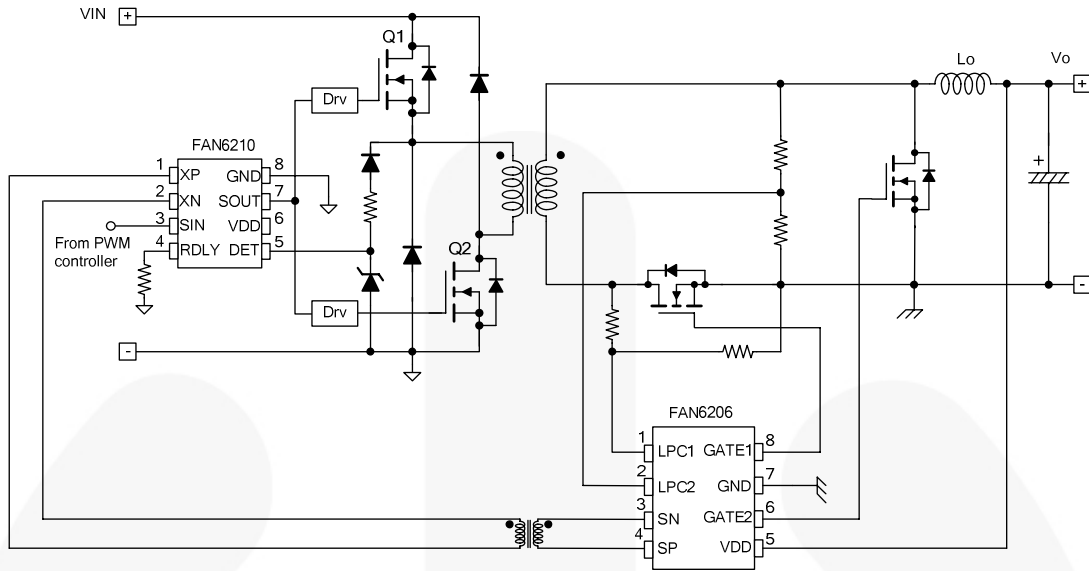 VIN +
Q1
Drv
FAN6210
1 XP GND 8
2 XN SOUT 7
3 SIN VDD 6
4 RDLY DET 5
From PWM
controller
Q2
Drv
-
Lo
Vo
+
+
-
FAN6206
1 LPC1 GATE1 8
2 LPC2 GND 7
3 SN GATE2 6
4 SP VDD 5